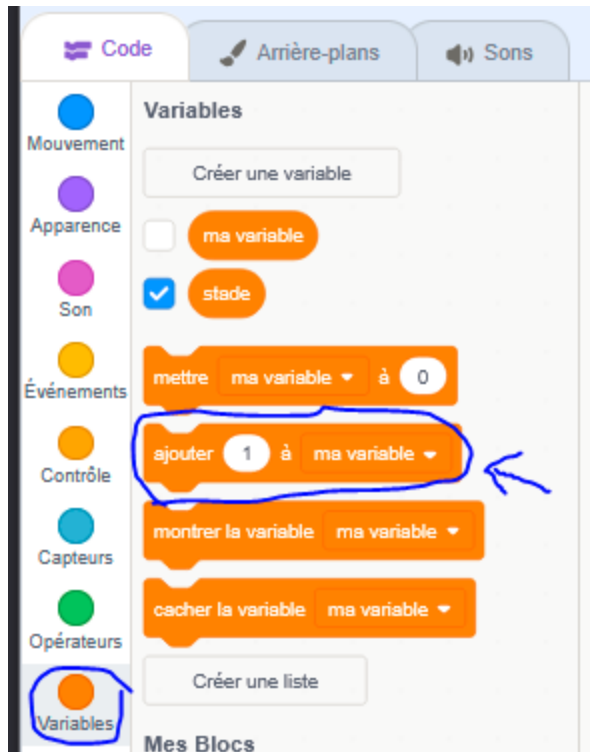 Code Arrière-plans Sons
Mouvement
Apparence
Son
Événements
Contrôle
Capteurs
Opérateurs
Variables
Variables
Créer une variable
ma variable
stade
mettre ma variable à 0
ajouter 1 à ma variable
montrer la variable ma variable
cacher la variable ma variable
Créer une liste
Mes Blocs